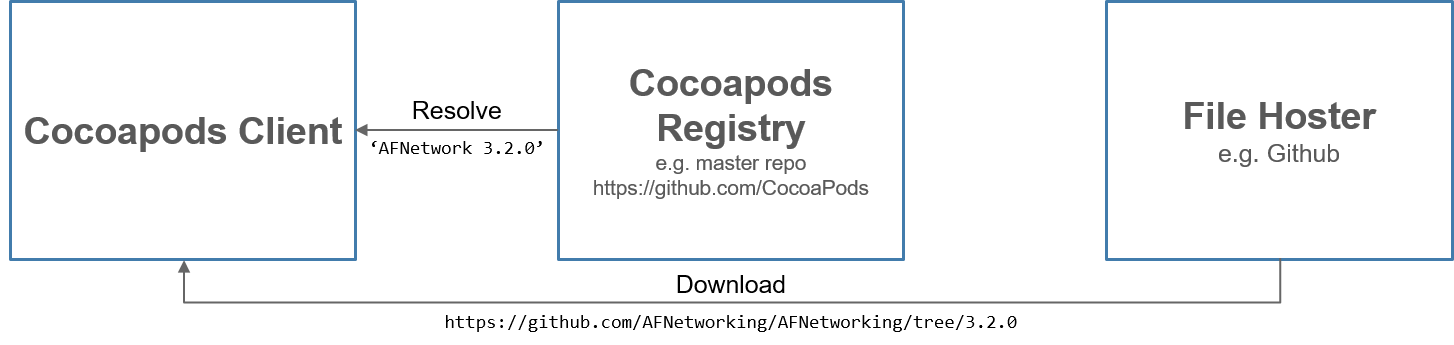 Cocoapods Client
Resolve
‘AFNetwork 3.2.0’
Cocoapods
Registry
e.g. master repo
https://github.com/CocoaPods
File Hoster
e.g. Github
Download
https://github.com/AFNetworking/AFNetworking/tree/3.2.0